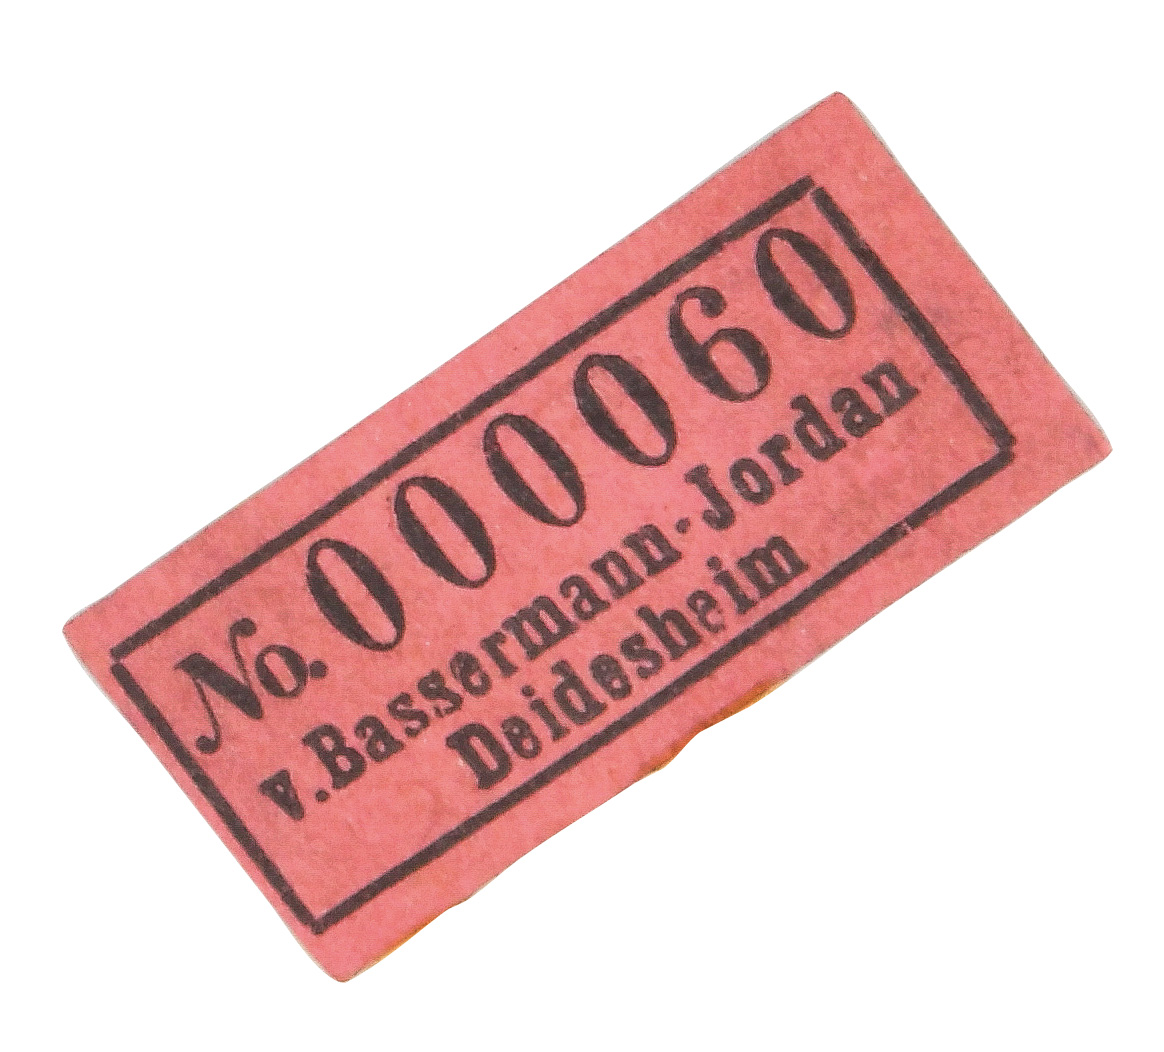 No. 000060
v. Bassermann-Jordan
Deidesheim